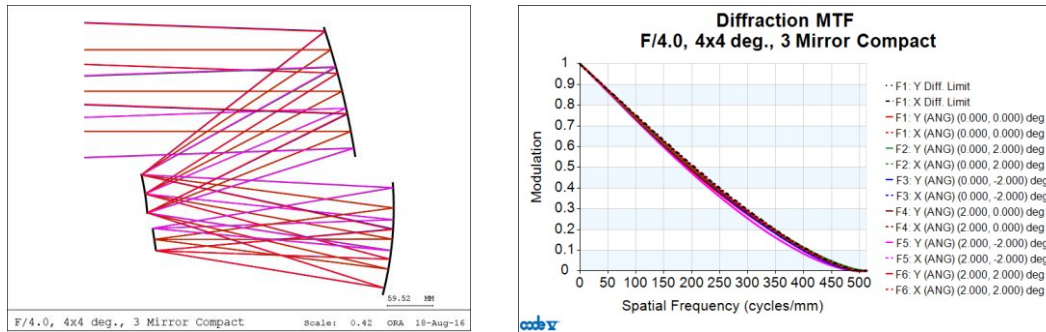 59.52 MM
F/4.0, 4x4 deg., 3 Mirror Compact Scale: 0.42 ORA 18-Aug-16
Diffraction MTF
F/4.0, 4x4 deg., 3 Mirror Compact
1
0.9
0.8
0.7
0.6
0.5
0.4
0.3
0.2
0.1
0
Modulation
0 50 100 150 200 250 300 350 400 450 500
Spatial Frequency (cycles/mm)
F1: Y Diff. Limit
F1: X Diff. Limit
F1: Y (ANG) (0.000, 0.000) deg
F1: X (ANG) (0.000, 0.000) deg
F2: Y (ANG) (0.000, 2.000) deg
F2: X (ANG) (0.000, 2.000) deg
F3: Y (ANG) (0.000, -2.000) deg
F3: X (ANG) (0.000, -2.000) deg
F4: Y (ANG) (2.000, 0.000) deg
F4: X (ANG) (2.000, 0.000) deg
F5: Y (ANG) (2.000, -2.000) deg
F5: X (ANG) (2.000, -2.000) deg
F6: Y (ANG) (2.000, 2.000) deg
F6: X (ANG) (2.000, 2.000) deg
code V